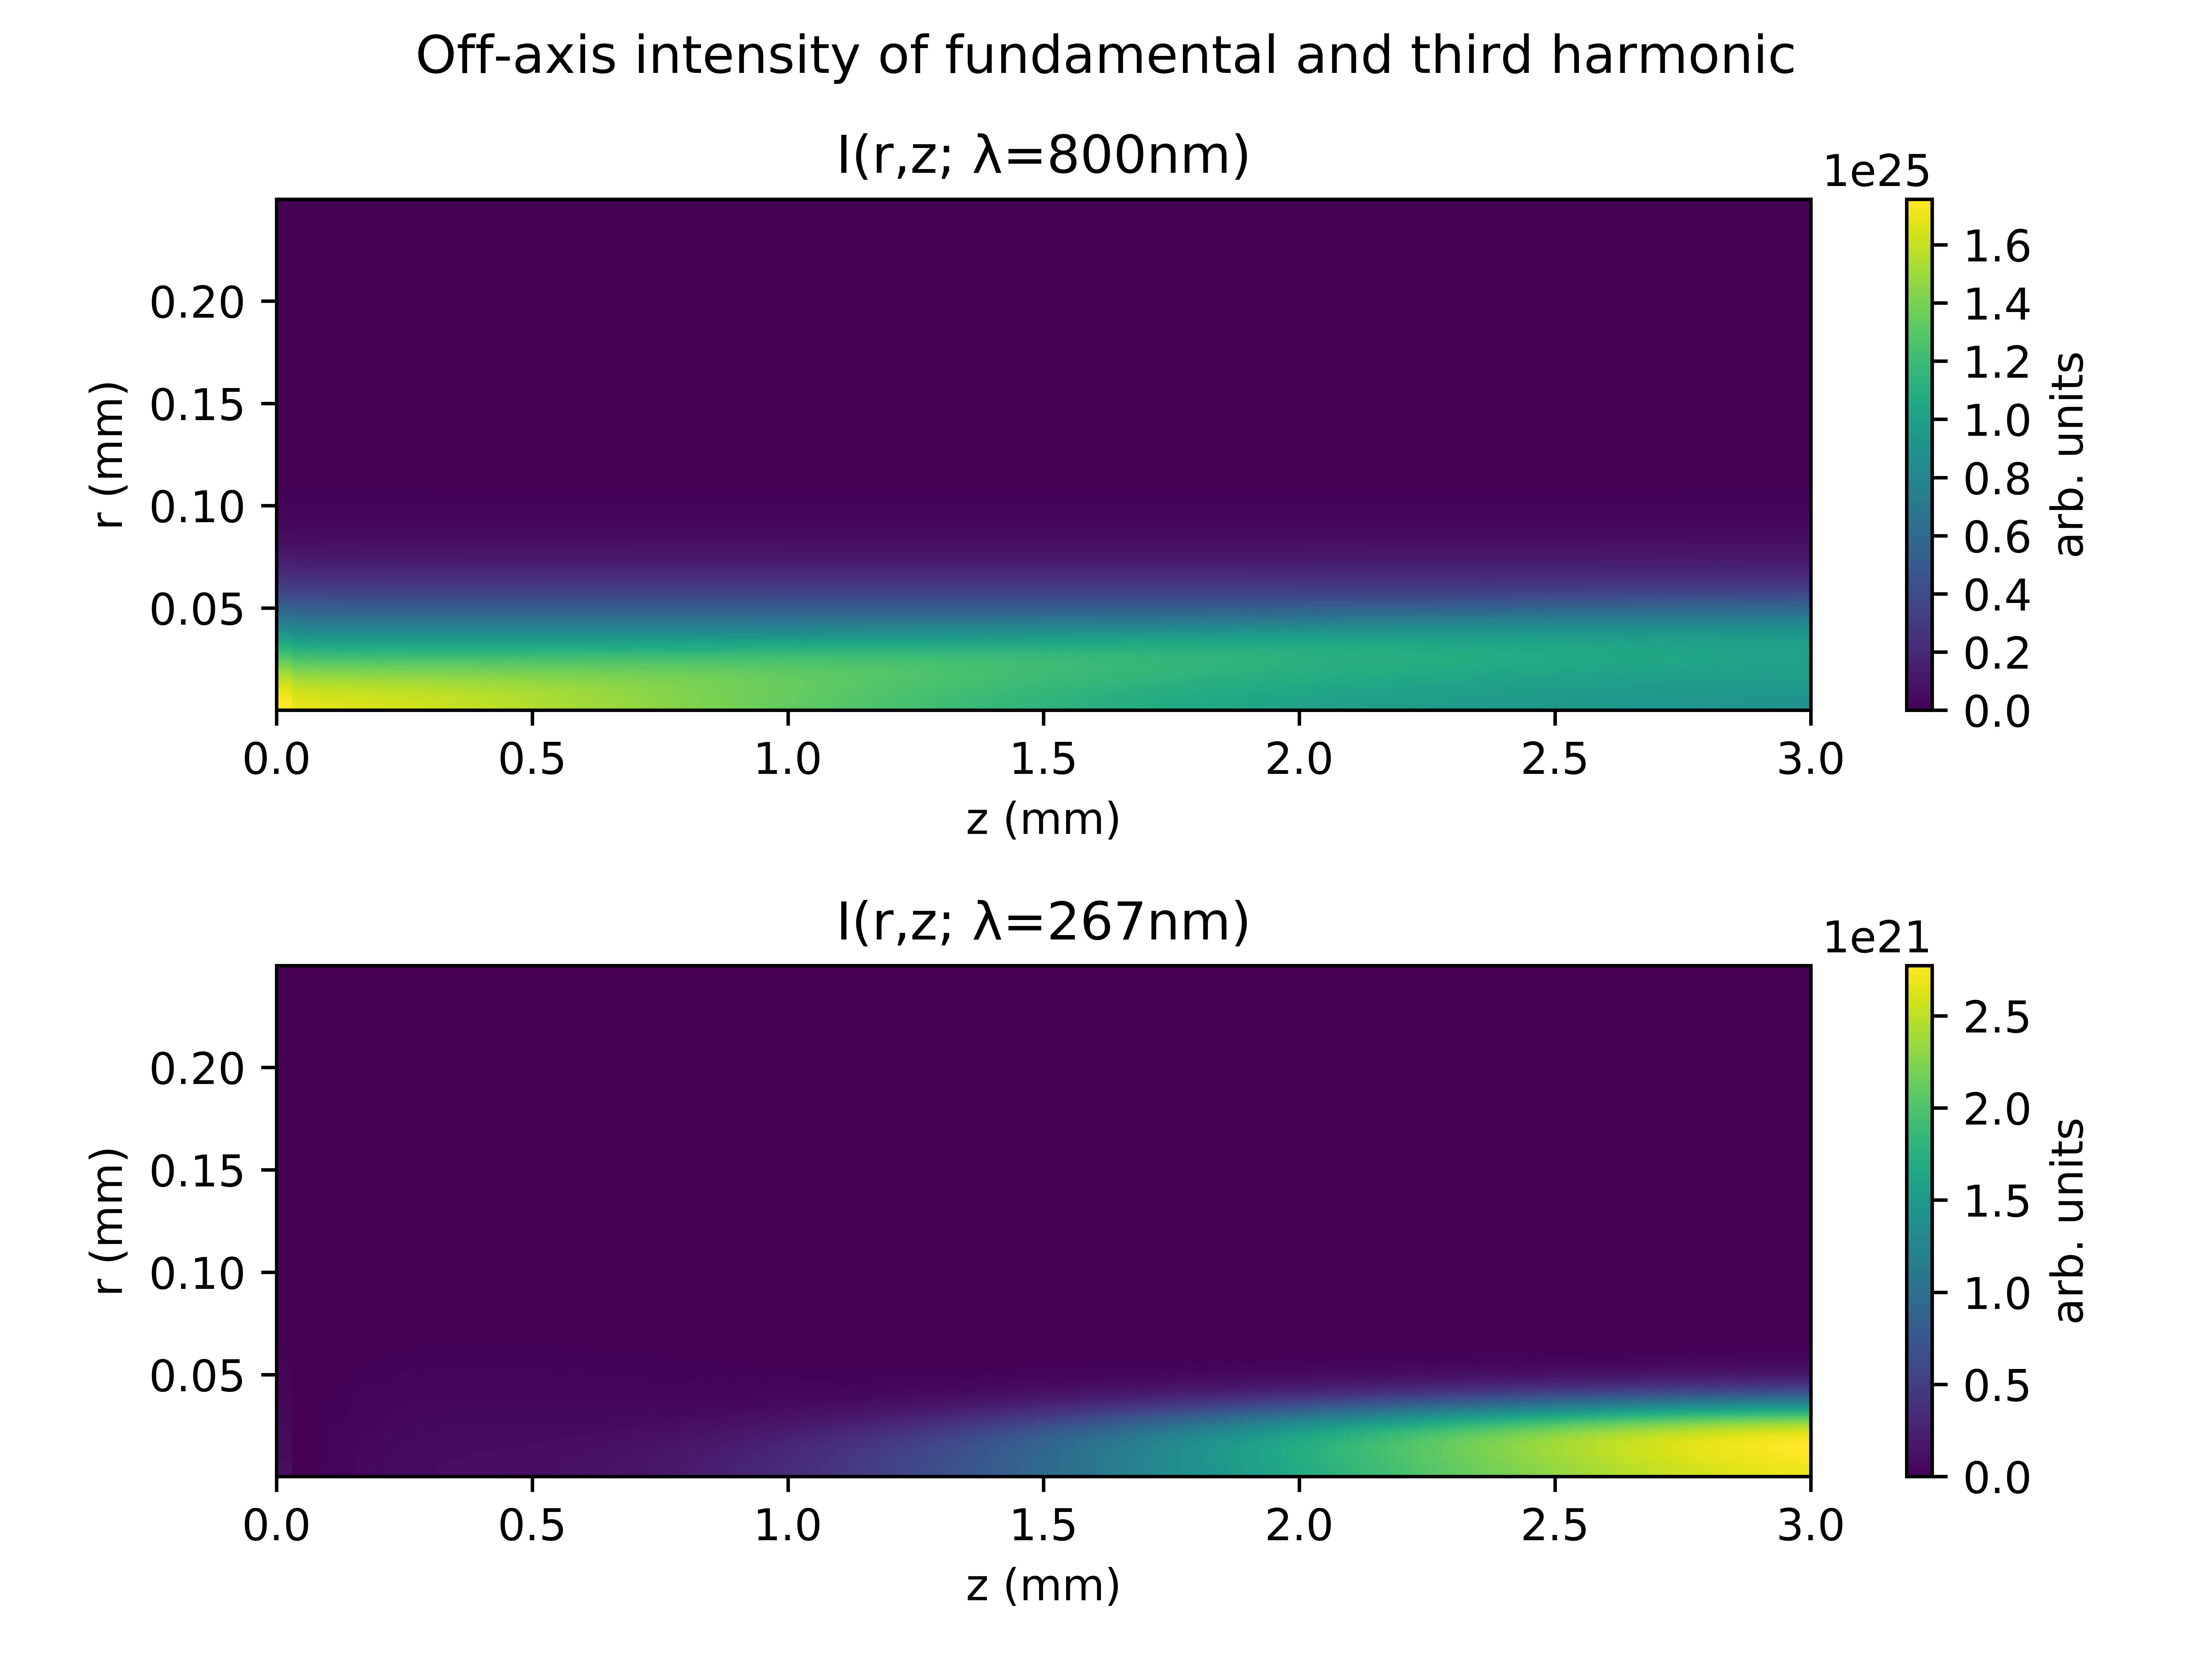 Off-axis intensity of fundamental and third harmonic
I(r,z; λ=800nm)
1e25
r (mm)
0.20
0.15
0.10
0.05
0.0 0.5 1.0 1.5 2.0 2.5 3.0
z (mm)
1.6
1.4
1.2
1.0
0.8
0.6
0.4
0.2
0.0
arb. units
I(r,z; λ=267nm)
1e21
r (mm)
0.20
0.15
0.10
0.05
0.0 0.5 1.0 1.5 2.0 2.5 3.0
z (mm)
2.5
2.0
1.5
1.0
0.5
0.0
arb. units